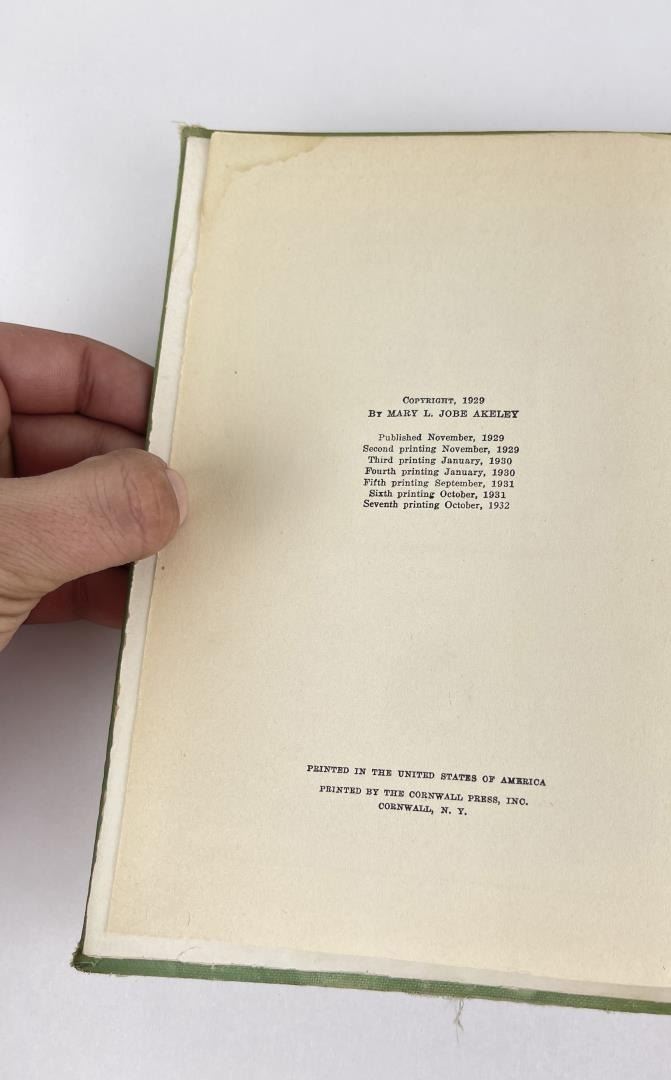 COPYRIGHT, 1929
BY MARY L. JOBE AKELEY
Published November, 1929
Second printing November, 1929
Third printing January, 1930
Fourth printing January, 1930
Fifth printing September, 1931
Sixth printing October, 1931
Seventh printing October, 1932
PRINTED IN THE UNITED STATES OF AMERICA
PRINTED BY THE CORNWALL PRESS, INC.
CORNWALL, N. Y.